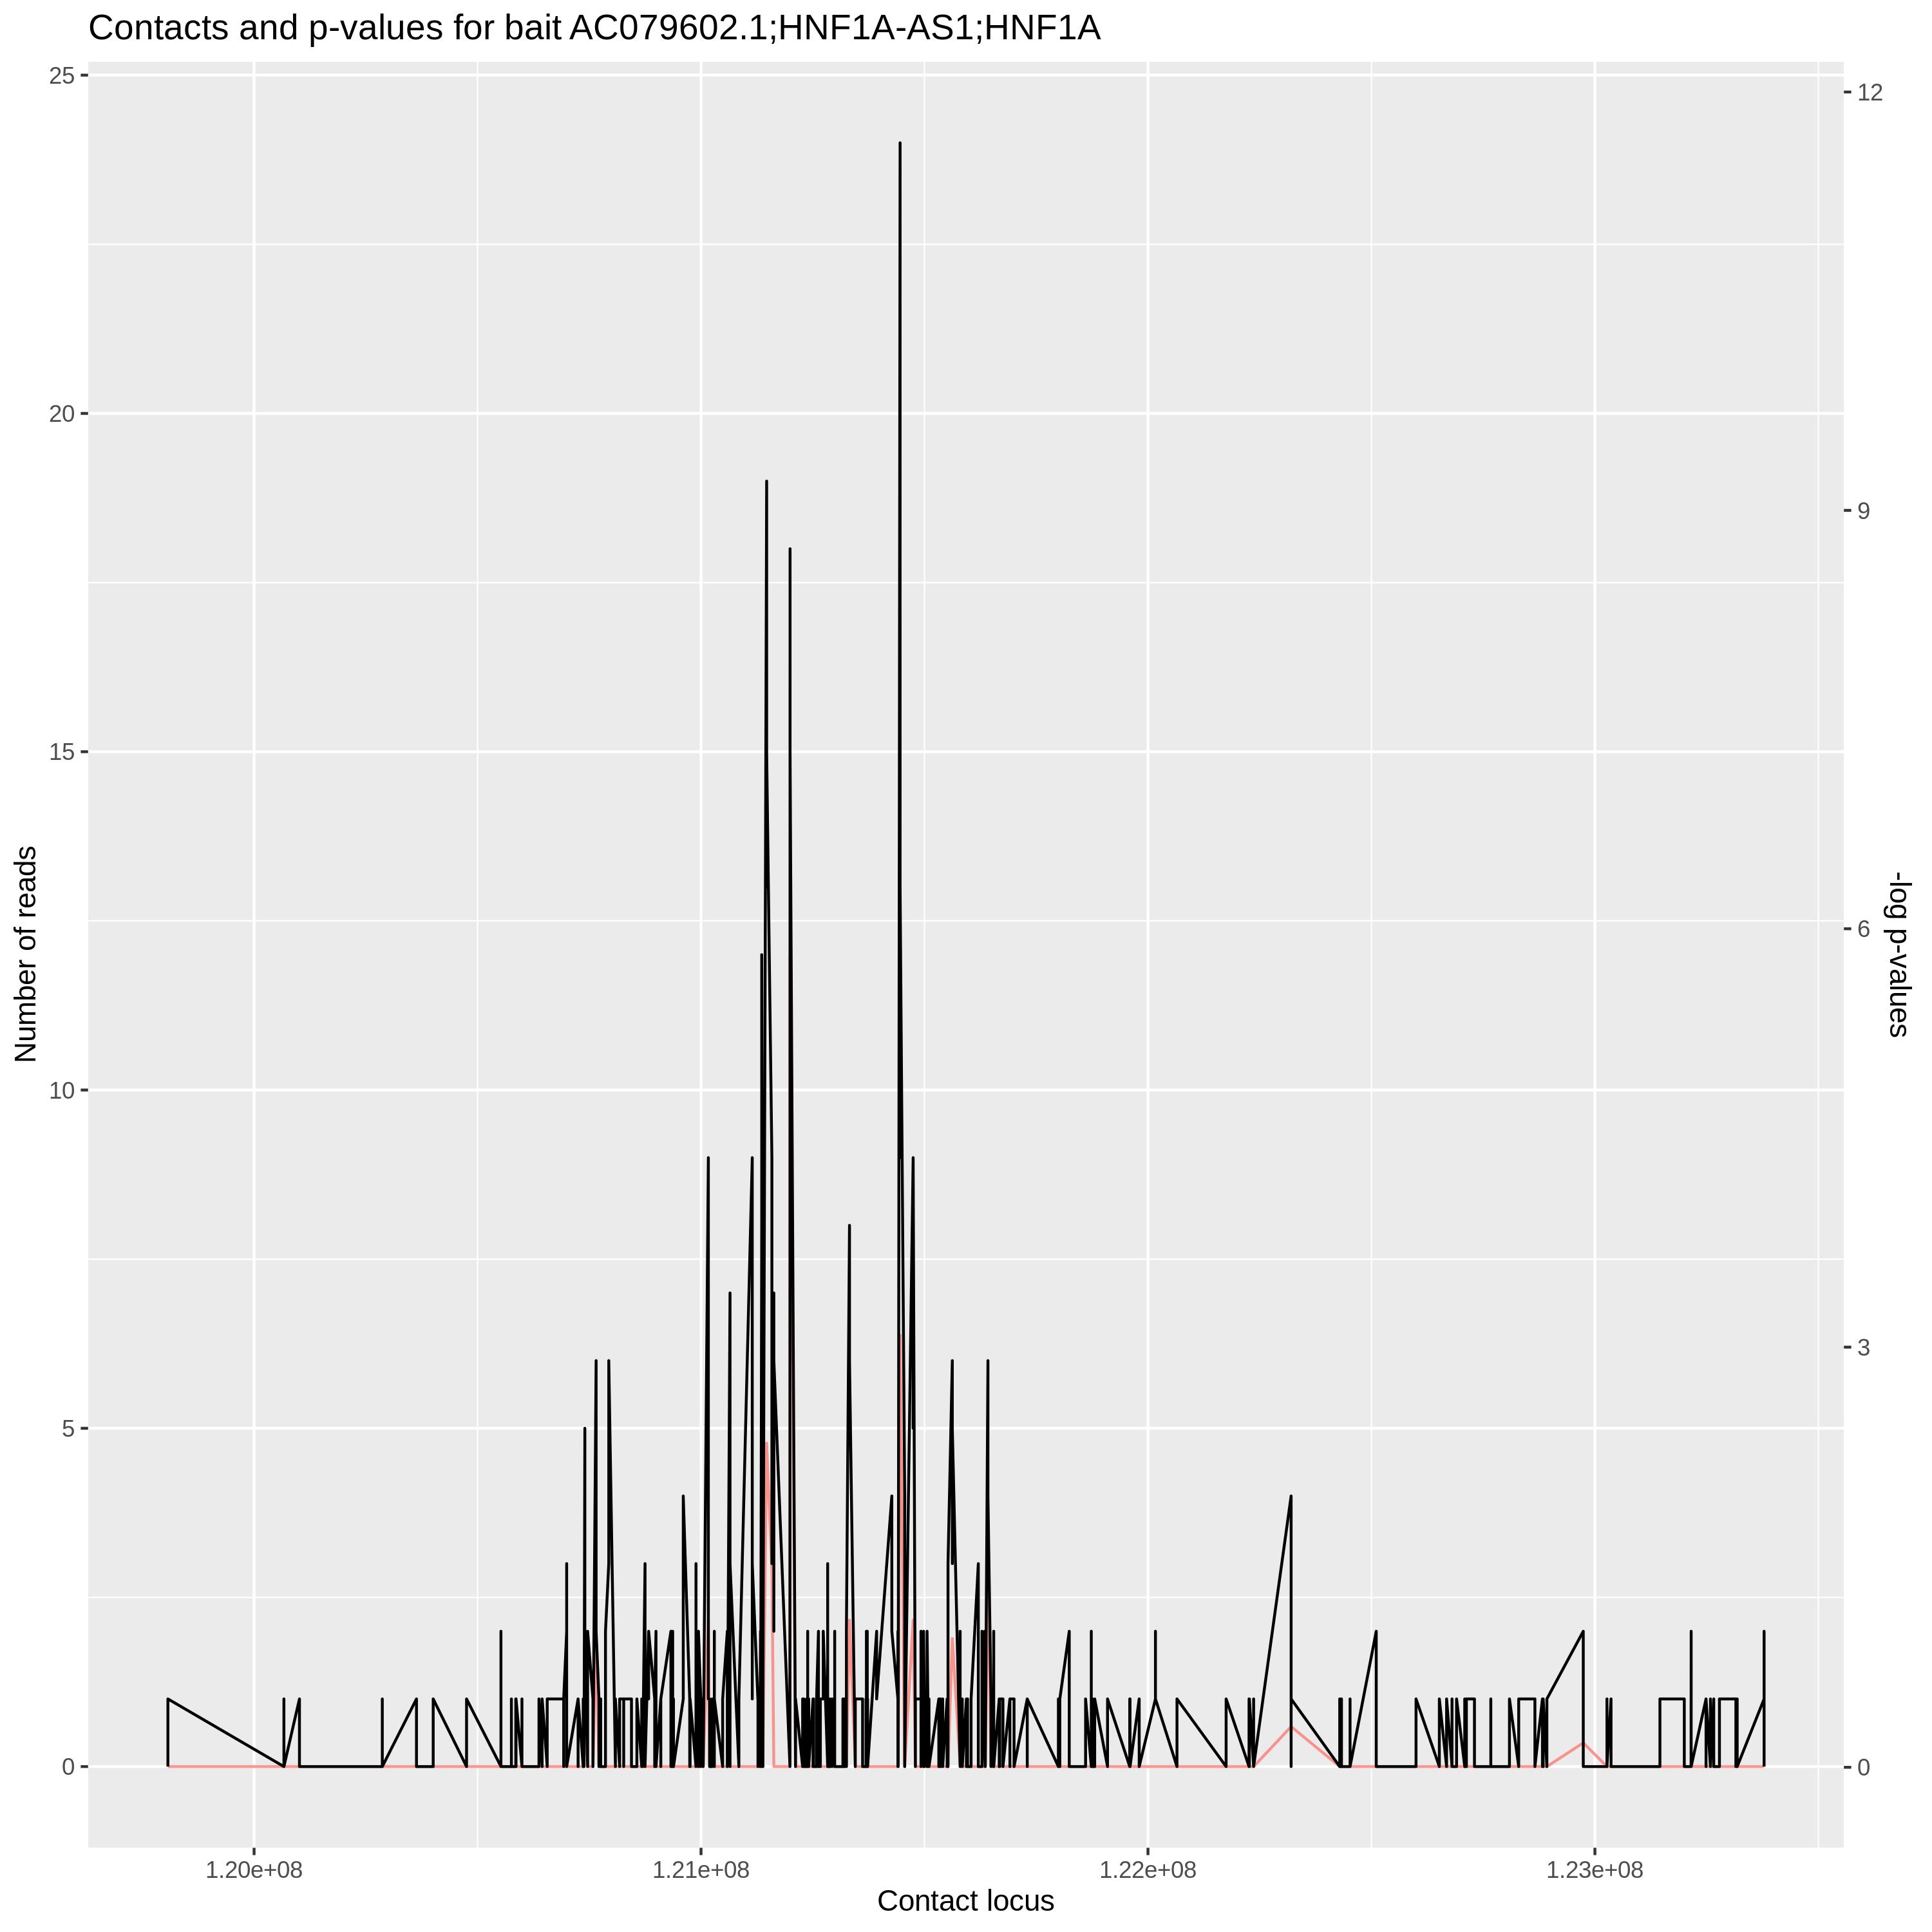 Contacts and p-values for bait AC079602.1;HNF1A-AS1;HNF1A
25
20
15
10
5
0
Number of reads
12
9
6
3
0
-log p-values
1.20e+08
1.21e+08
1.22e+08
1.23e+08
Contact locus